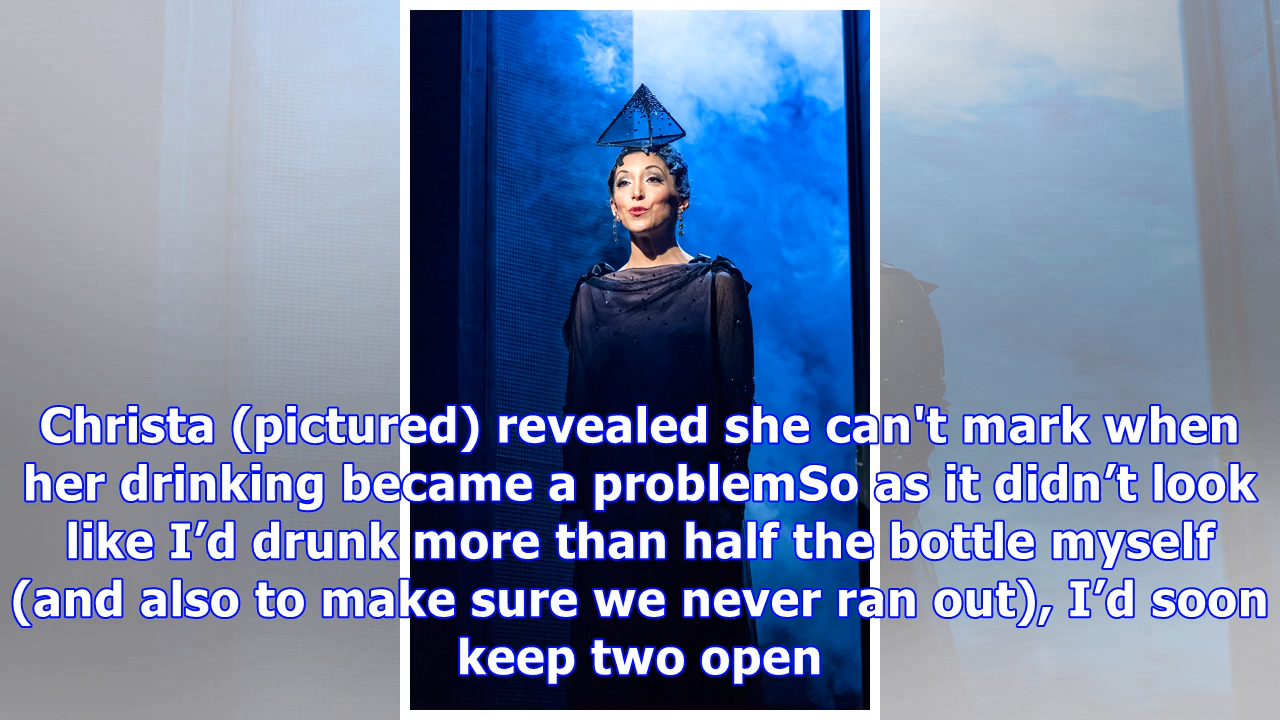 Christa (pictured) revealed she can't mark when
her drinking became a problemSo as it didn’t look
like I’d drunk more than half the bottle myself
(and also to make sure we never ran out), I’d soon
keep two open